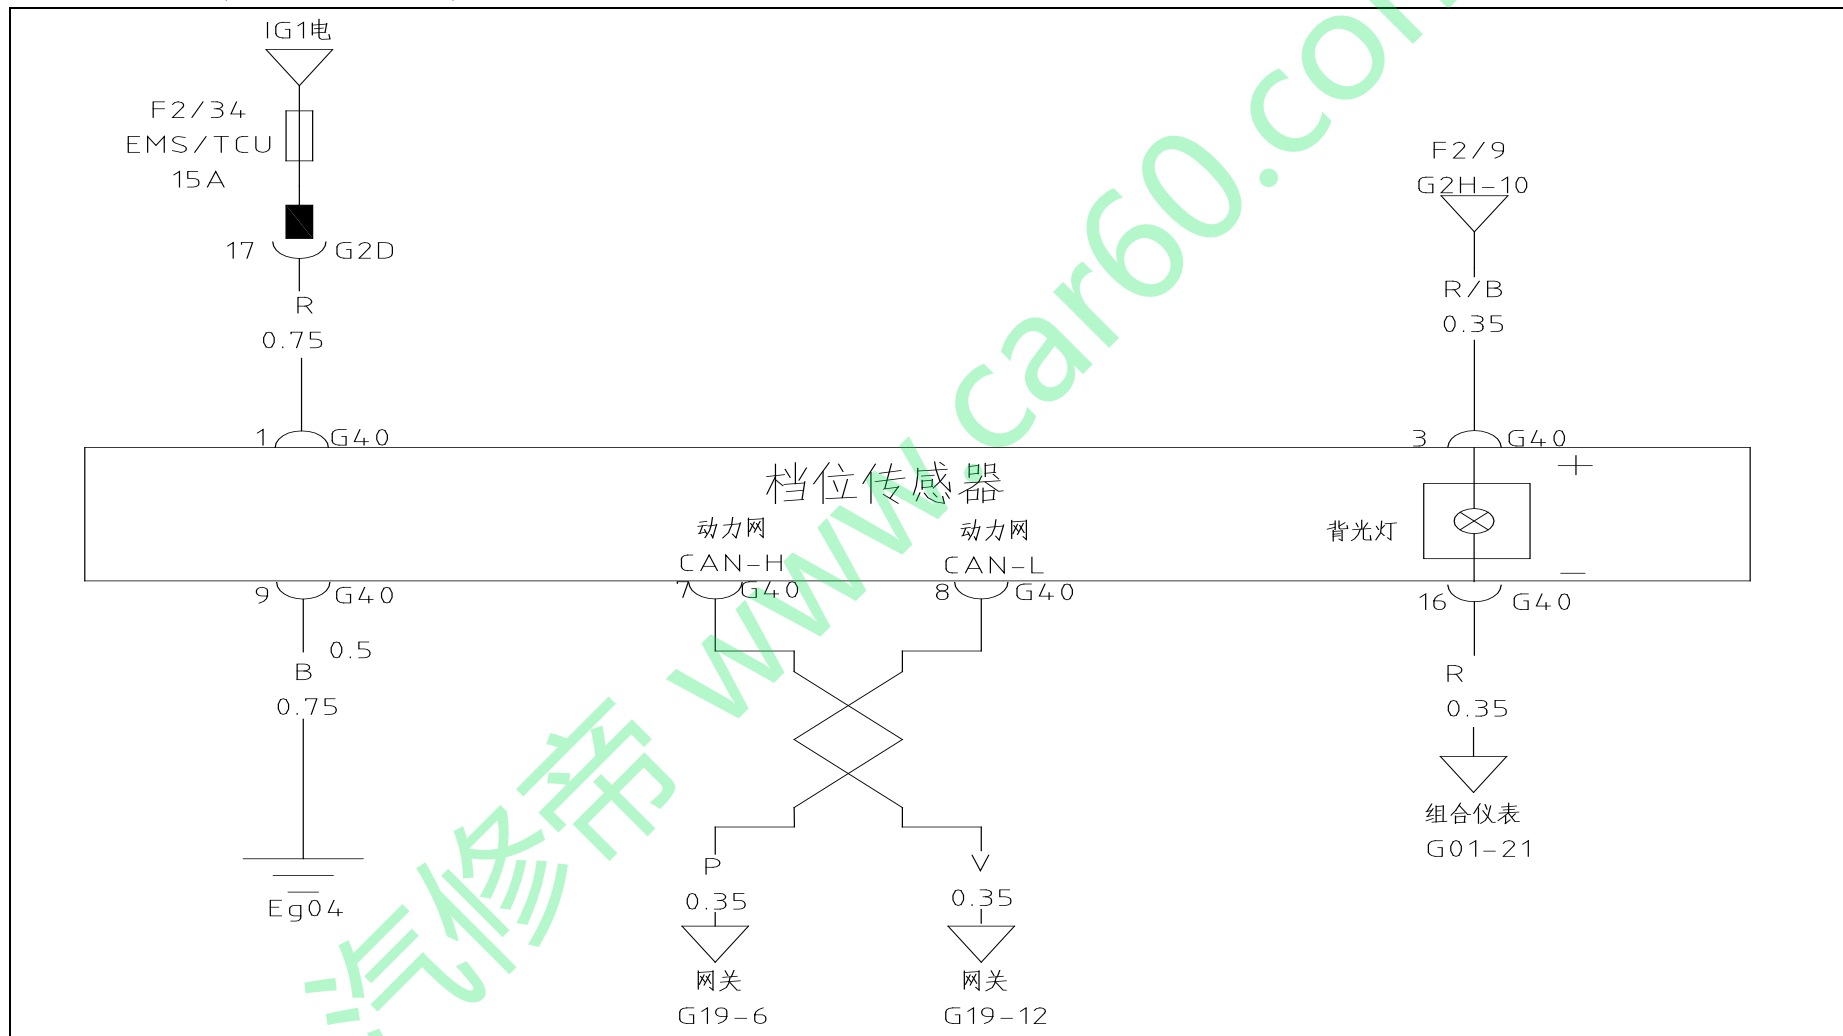 IG1电
F2/34
EMS/TCU
15A
17 G2D
R
0.75
F2/9
G2H-10
R/B
0.35
1 G40
3 G40
+
档位传感器
动力网
CAN-H
动力网
CAN-L
背光灯
-
9 G40
7 G40
8 G40
16 G40
0.5
B
0.75
R
0.35
组合仪表
G01-21
Eg04
P
0.35
网关
G19-6
V
0.35
网关
G19-12
汽修帝 www.car60.com